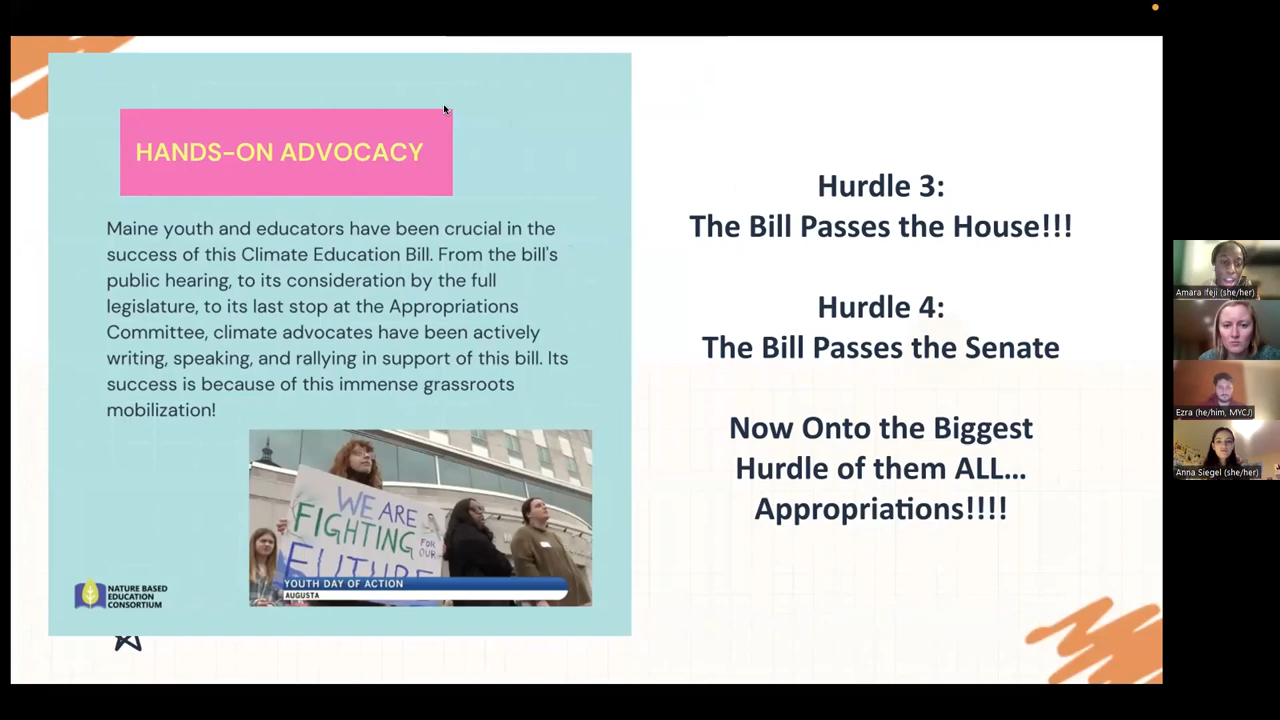 HANDS-ON ADVOCACY
Maine youth and educators have been crucial in the
success of this Climate Education Bill. From the bill's
public hearing, to its consideration by the full
legislature, to its last stop at the Appropriations
Committee, climate advocates have been actively
writing, speaking, and rallying in support of this bill. Its
success is because of this immense grassroots
mobilization!
WE ARE
FIGHTING
FOR
OUR
FUTURE
YOUTH DAY OF ACTION
AUGUSTA
NATURE BASED
EDUCATION
CONSORTIUM
Hurdle 3:
The Bill Passes the House!!!
Hurdle 4:
The Bill Passes the Senate
Now Onto the Biggest
Hurdle of them ALL...
Appropriations!!!!
Amara Ifeji (she/her)
Ezra (he/him, MYCJ)
Anna Siegel (she/her)